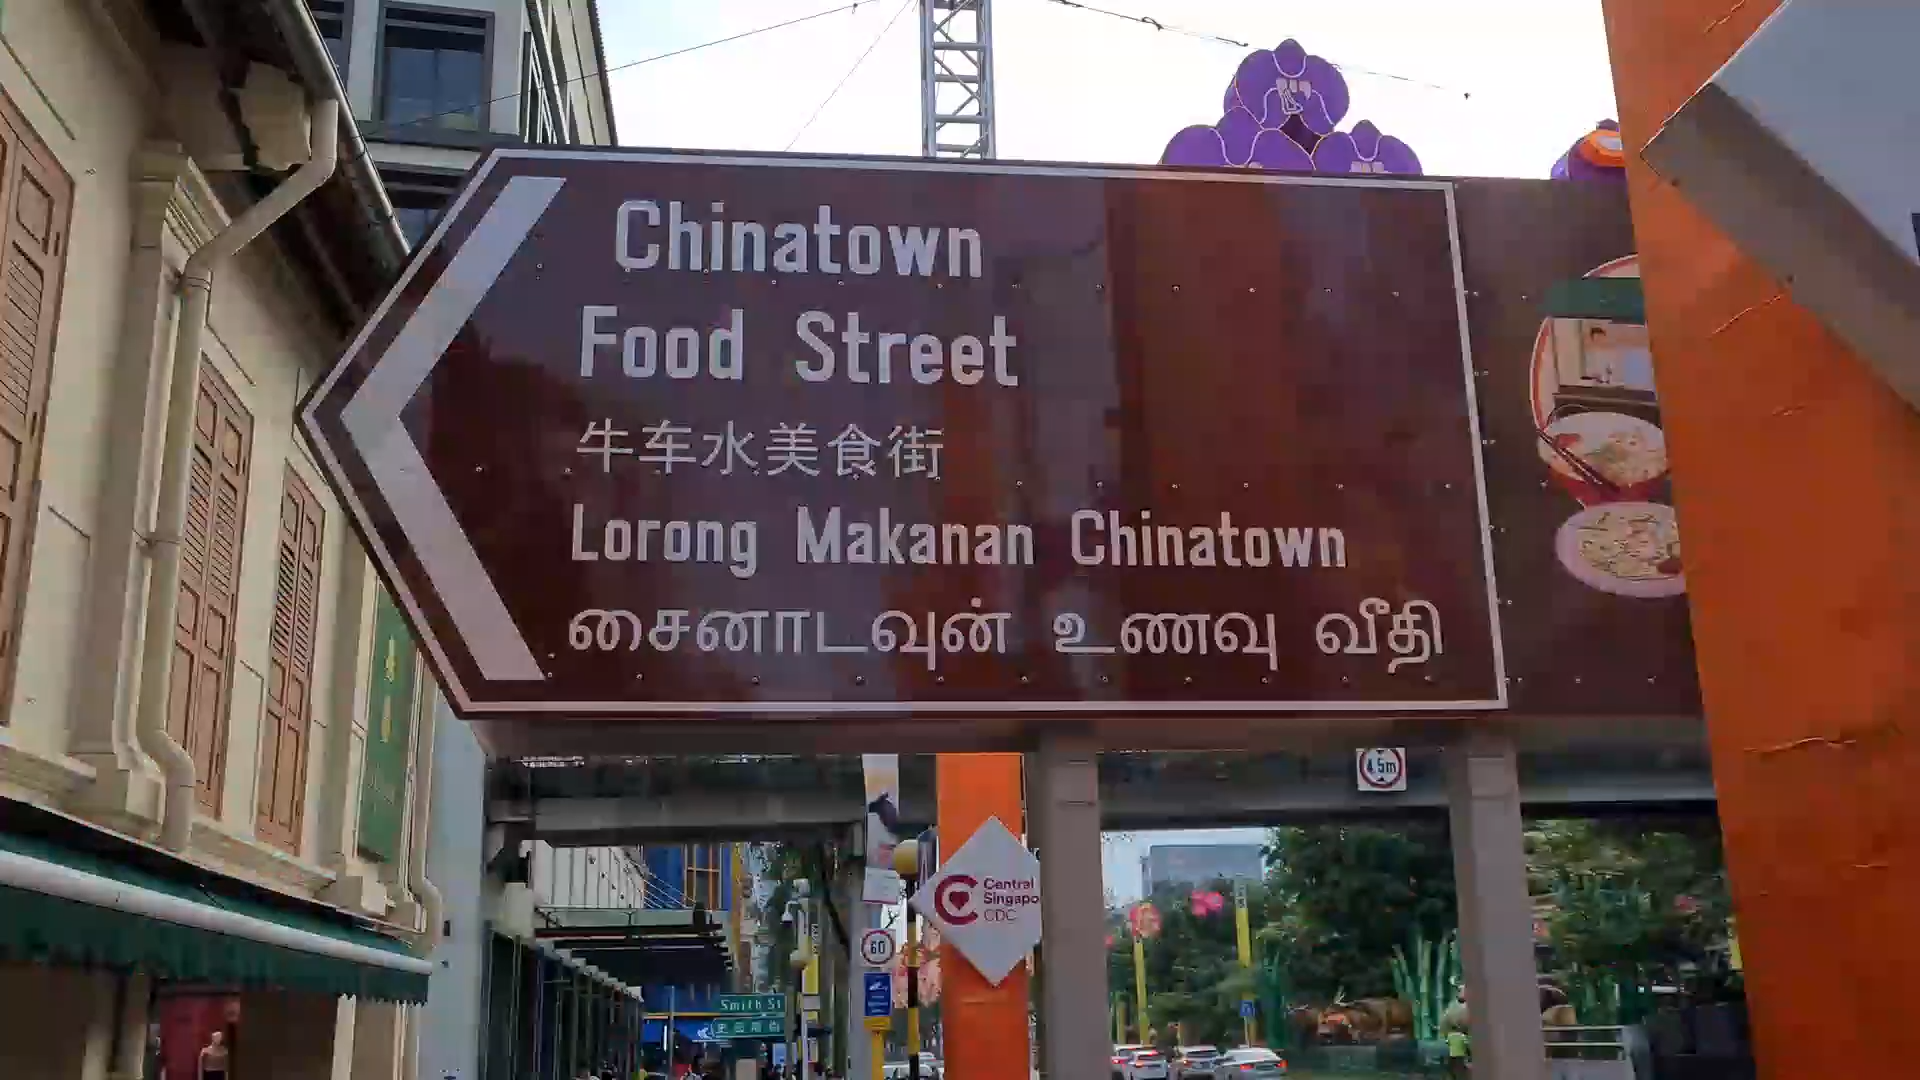 Chinatown
Food Street
牛车水美食街
Lorong Makanan Chinatown
சைனாடவுன் உணவு வீதி
4.5m
Central
Singapo
CDC
60
Smith St